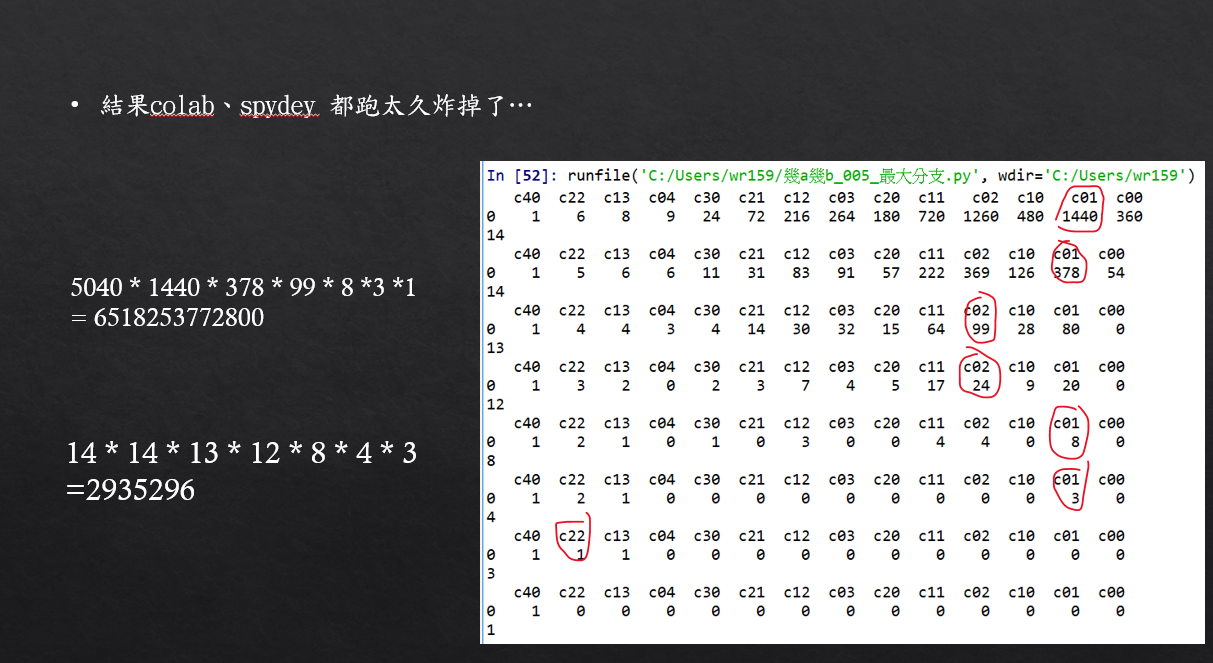 • 結果colab、spydey 都跑太久炸掉了…
5040 * 1440 * 378 * 99 * 8 *3 *1
= 6518253772800
14 * 14 * 13 * 12 * 8 * 4 * 3
=2935296
In [52]: runfile('C:/Users/wr159/幾a幾b_005_最大分支.py', wdir='C:/Users/wr159')
c40 c22 c13 c04 c30 c21 c12 c03 c20 c11 c02 c10 c01 c00
0 1 6 8 9 24 72 216 264 180 720 1260 480 1440 360
14
c40 c22 c13 c04 c30 c21 c12 c03 c20 c11 c02 c10 c01 c00
0 1 5 6 6 11 31 83 91 57 222 369 126 378 54
14
c40 c22 c13 c04 c30 c21 c12 c03 c20 c11 c02 c10 c01 c00
0 1 4 4 3 4 14 30 32 15 64 99 28 80 0
13
c40 c22 c13 c04 c30 c21 c12 c03 c20 c11 c02 c10 c01 c00
0 1 3 2 0 2 3 7 4 5 17 24 9 20 0
12
c40 c22 c13 c04 c30 c21 c12 c03 c20 c11 c02 c10 c01 c00
0 1 2 1 0 1 0 3 0 0 4 4 0 8 0
8
c40 c22 c13 c04 c30 c21 c12 c03 c20 c11 c02 c10 c01 c00
0 1 2 1 0 0 0 0 0 0 0 0 0 3 0
4
c40 c22 c13 c04 c30 c21 c12 c03 c20 c11 c02 c10 c01 c00
0 1 1 1 0 0 0 0 0 0 0 0 0 0 0
3
c40 c22 c13 c04 c30 c21 c12 c03 c20 c11 c02 c10 c01 c00
0 1 0 0 0 0 0 0 0 0 0 0 0 0 0
1